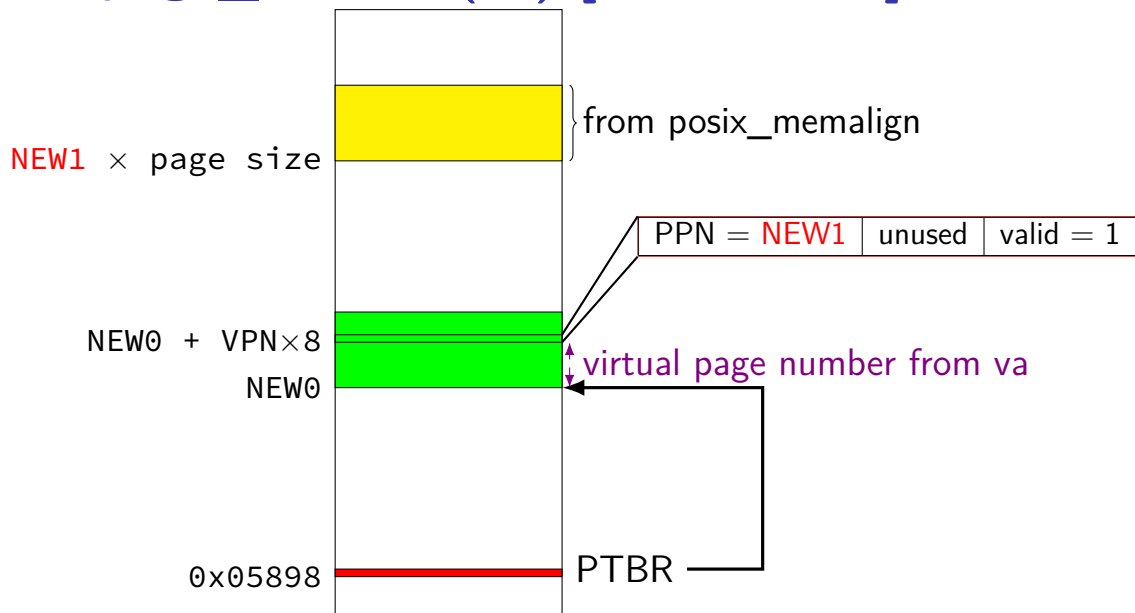 from posix_memalign
NEW1 × page size
PPN = NEW1 unused valid = 1
NEW0 + VPN×8
virtual page number from va
NEW0
PTBR
0x05898